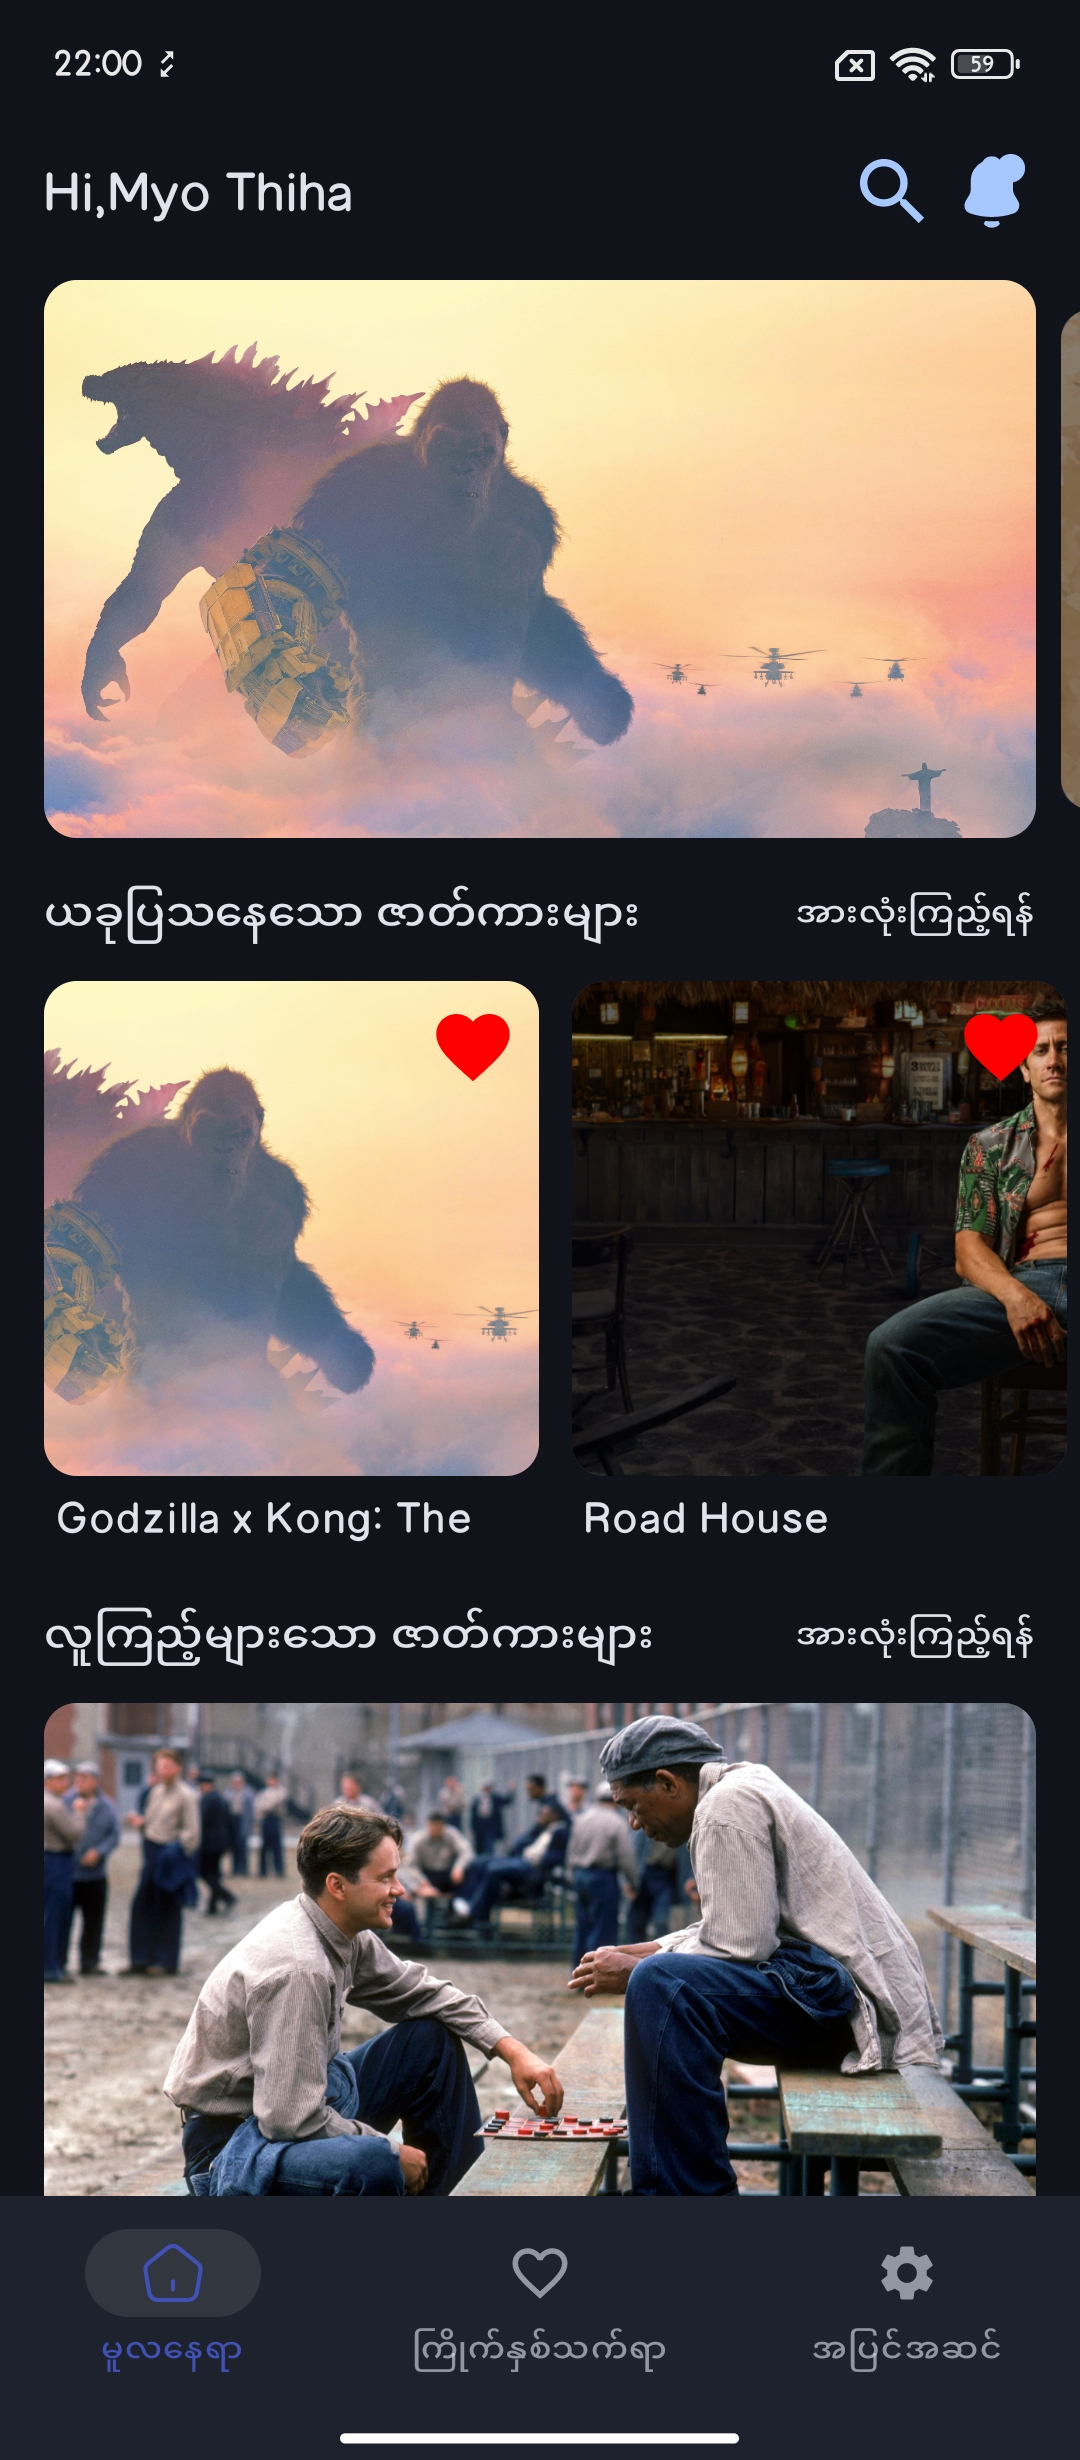 22:00
59
Hi,Myo Thiha
ယခုပြသနေသော ဇာတ်ကားများ
အားလုံးကြည့်ရန်
COCKTAILS
Godzilla x Kong: The
Road House
လူကြည့်များသော ဇာတ်ကားများ
အားလုံးကြည့်ရန်
မူလနေရာ
ကြိုက်နှစ်သက်ရာ
အပြင်အဆင်